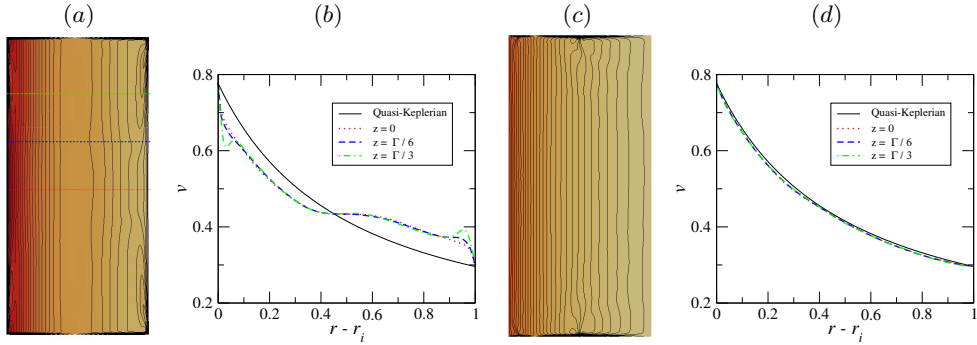 (a) (b) (c) (d)
0.8
0.6
0.4
0.2
v
0 0.2 0.4 0.6 0.8 1
r - r_i
Quasi-Keplerian
z = 0
z = Γ / 6
z = Γ / 3
0.8
0.6
0.4
0.2
v
0 0.2 0.4 0.6 0.8 1
r - r_i
Quasi-Keplerian
z = 0
z = Γ / 6
z = Γ / 3